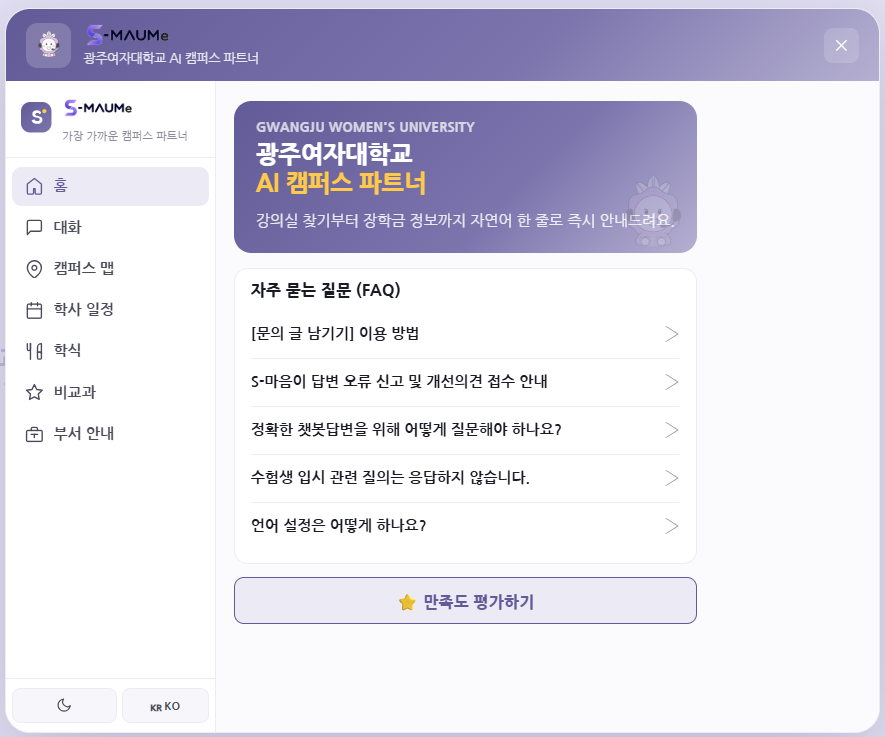 S-MAUMe
광주여자대학교 AI 캠퍼스 파트너
S
S-MAUMe
가장 가까운 캠퍼스 파트너
홈
대화
캠퍼스 맵
학사 일정
학식
비교과
부서 안내
KR KO
GWANGJU WOMEN'S UNIVERSITY
광주여자대학교
AI 캠퍼스 파트너
강의실 찾기부터 장학금 정보까지 자연어 한 줄로 즉시 안내드려요.
자주 묻는 질문 (FAQ)
[문의 글 남기기] 이용 방법
S-마음이 답변 오류 신고 및 개선의견 접수 안내
정확한 챗봇답변을 위해 어떻게 질문해야 하나요?
수험생 입시 관련 질의는 응답하지 않습니다.
언어 설정은 어떻게 하나요?
만족도 평가하기